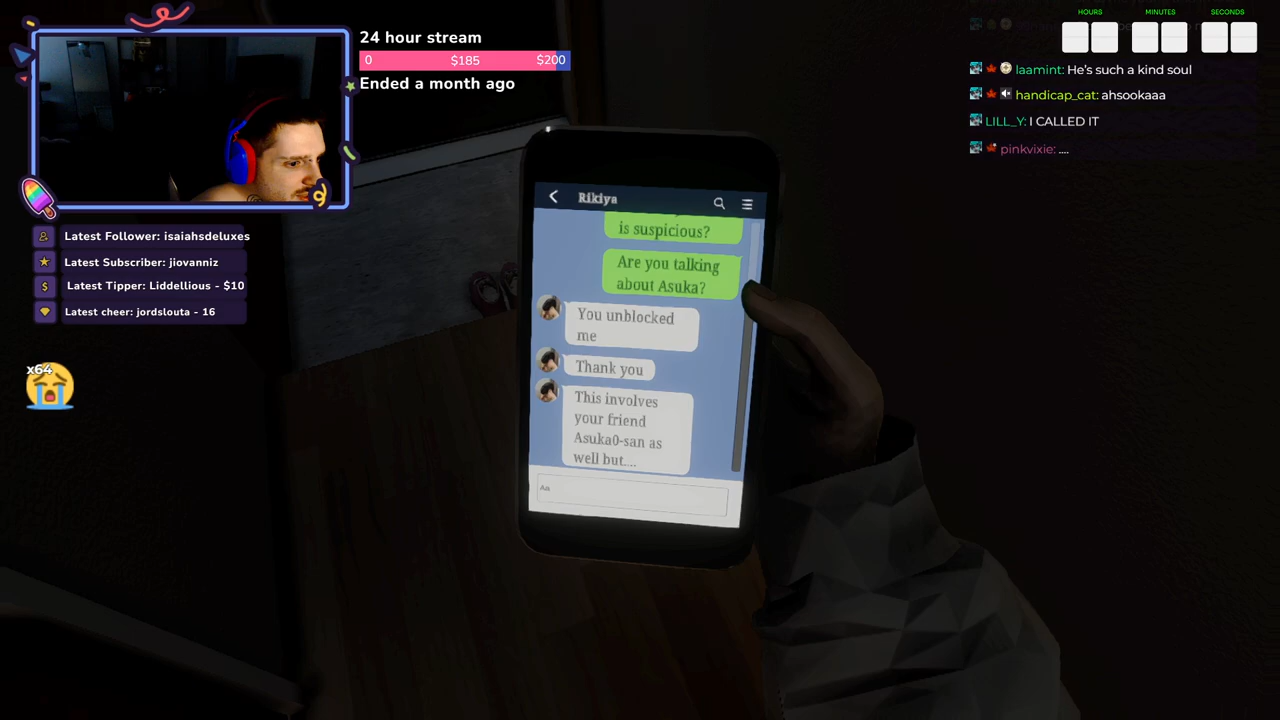 24 hour stream
0 $185 $200
Ended a month ago
Latest Follower: isaiahsdeluxes
Latest Subscriber: jiovanniz
Latest Tipper: Liddellious - $10
Latest cheer: jordslouta - 16
x64
HOURS MINUTES SECONDS
laamint: He's such a kind soul
handicap_cat: ahsookaaa
LILL_Y: I CALLED IT
pinkvixie: ....
Rikiya
is suspicious?
Are you talking
about Asuka?
You unblocked
me
Thank you
This involves
your friend
Asuka0-san as
well but....
Aa